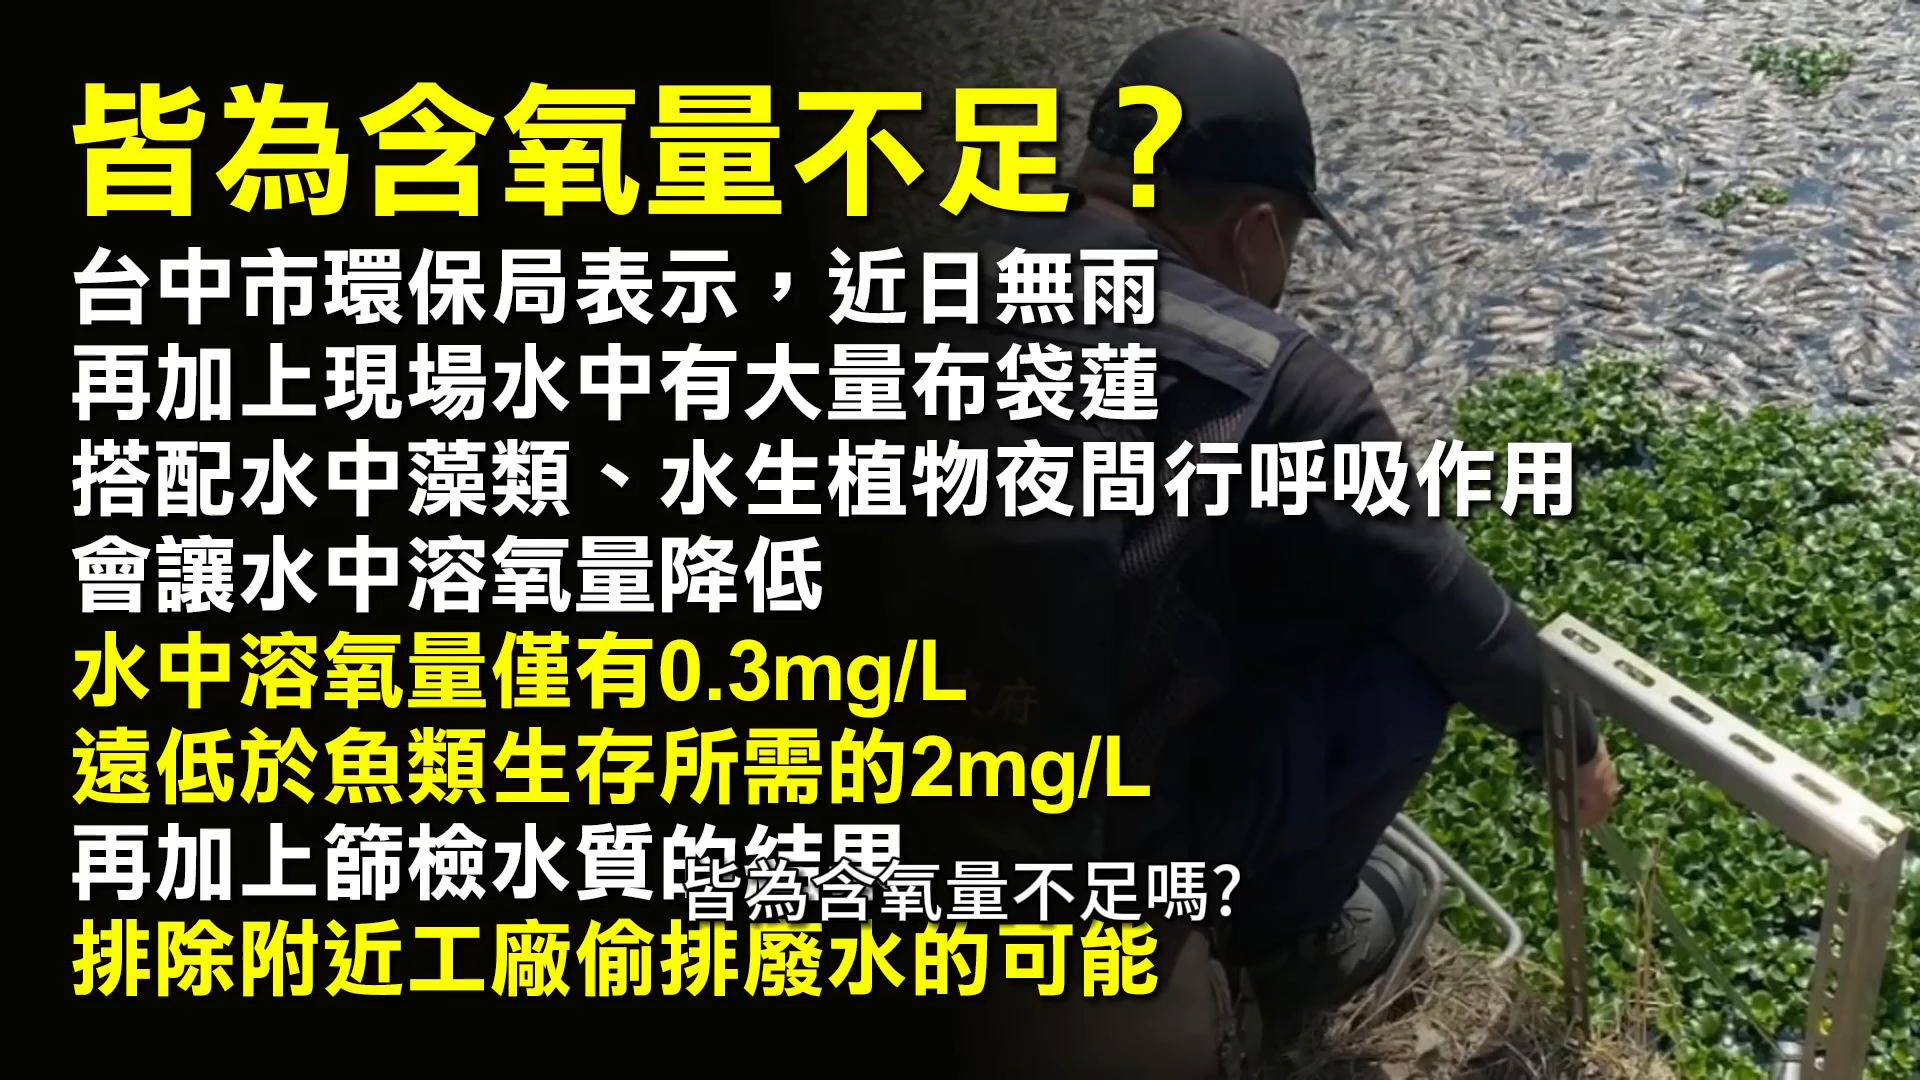 皆為含氧量不足？
台中市環保局表示，近日無雨
再加上現場水中有大量布袋蓮
搭配水中藻類、水生植物夜間行呼吸作用
會讓水中溶氧量降低
水中溶氧量僅有0.3mg/L
遠低於魚類生存所需的2mg/L
再加上篩檢水質的結果
皆為含氧量不足嗎?
排除附近工廠偷排廢水的可能